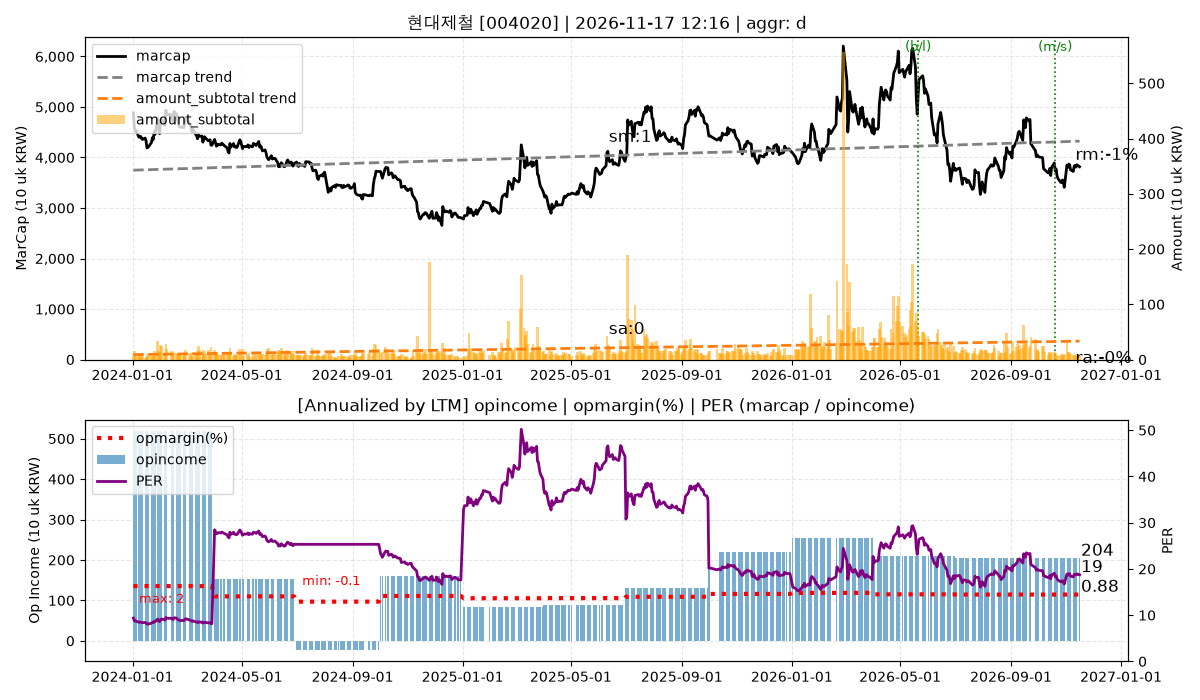 현대제철 [004020] | 2026-11-17 12:16 | aggr: d
marcap
marcap trend
amount_subtotal trend
amount_subtotal
(b/l)
(m/s)
sm:1
rm:-1%
sa:0
ra:-0%
MarCap (10 uk KRW)
6,000
5,000
4,000
3,000
2,000
1,000
0
Amount (10 uk KRW)
500
400
300
200
100
0
2024-01-01 2024-05-01 2024-09-01 2025-01-01 2025-05-01 2025-09-01 2026-01-01 2026-05-01 2026-09-01 2027-01-01
[Annualized by LTM] opincome | opmargin(%) | PER (marcap / opincome)
opmargin(%)
opincome
PER
max: 2
min: -0.1
204
19
0.88
Op Income (10 uk KRW)
500
400
300
200
100
0
PER
50
40
30
20
10
0
2024-01-01 2024-05-01 2024-09-01 2025-01-01 2025-05-01 2025-09-01 2026-01-01 2026-05-01 2026-09-01 2027-01-01